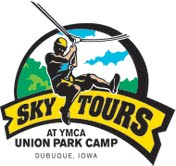 SKY TOURS
AT YMCA
UNION PARK CAMP
DUBUQUE, IOWA